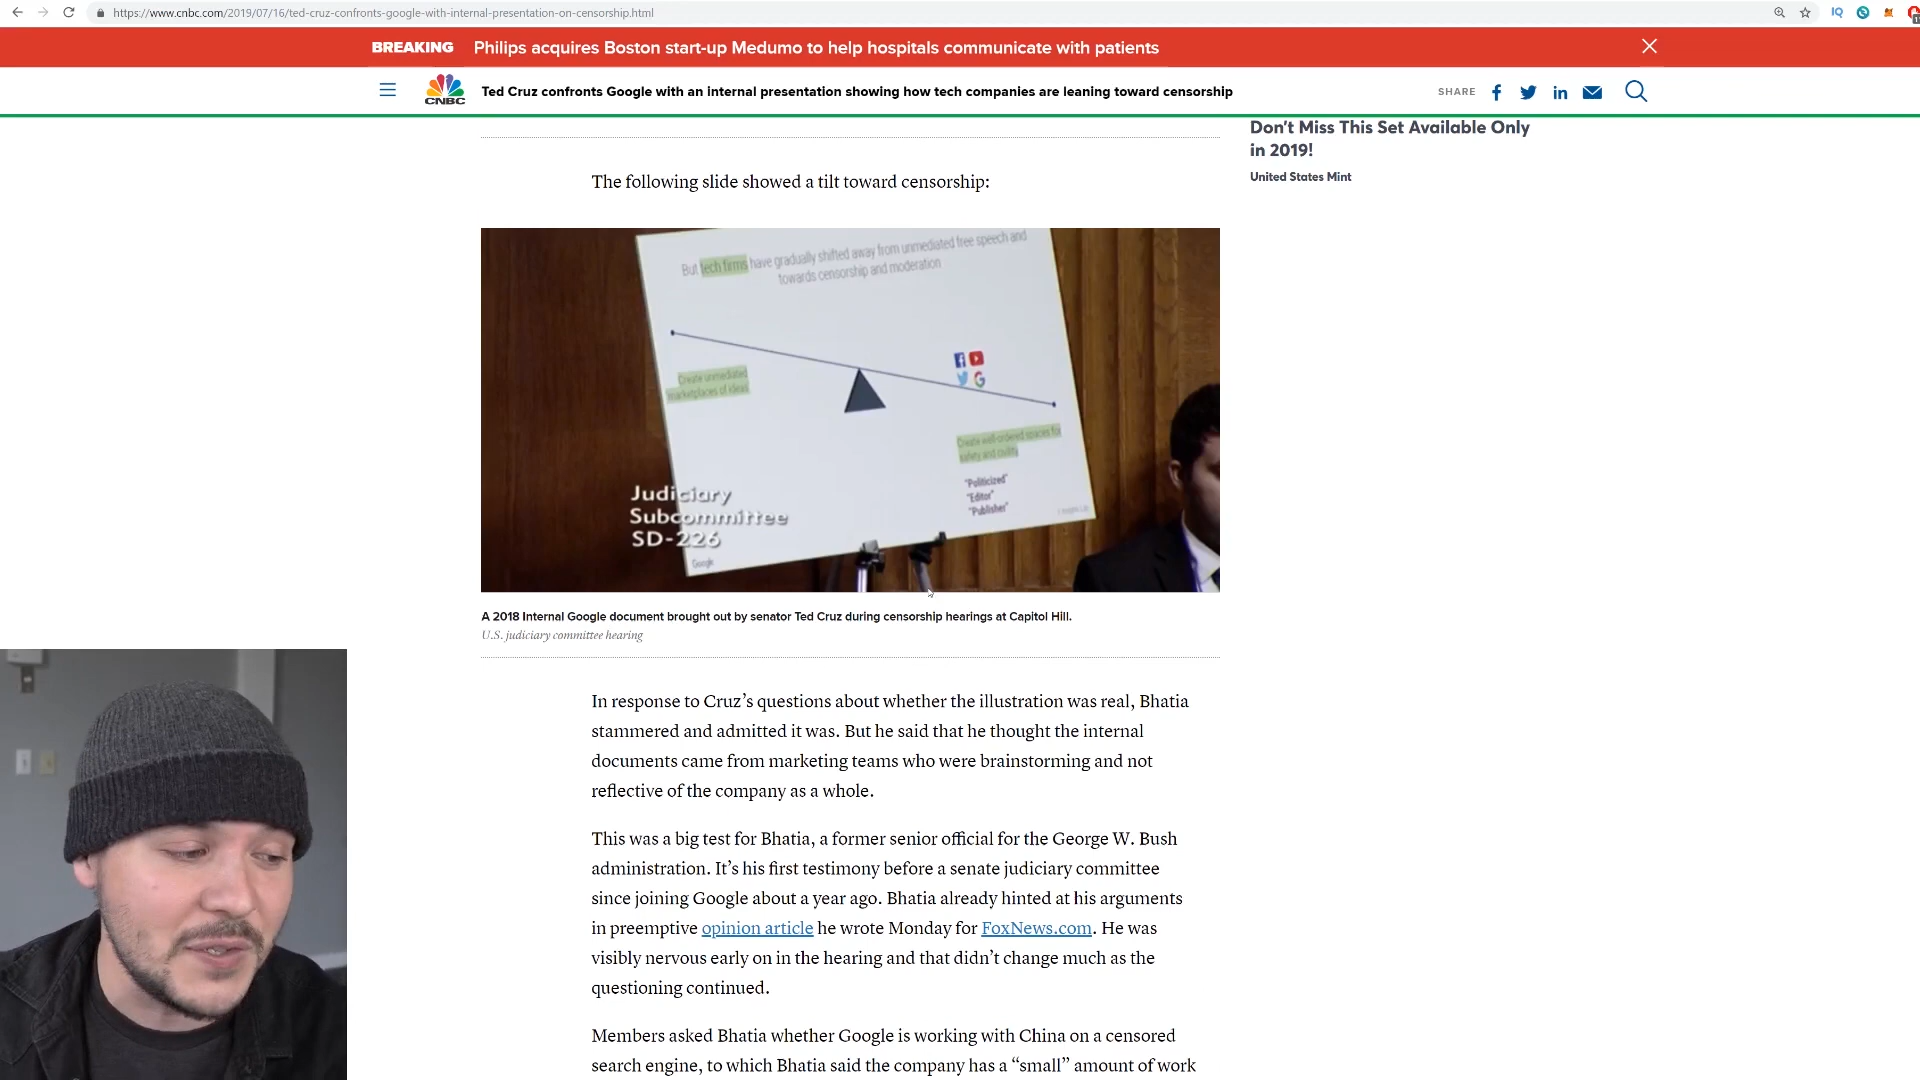 https://www.cnbc.com/2019/07/16/ted-cruz-confronts-google-with-internal-presentation-on-censorship.html
BREAKING Philips acquires Boston start-up Medumo to help hospitals communicate with patients
CNBC Ted Cruz confronts Google with an internal presentation showing how tech companies are leaning toward censorship
SHARE
Don't Miss This Set Available Only
in 2019!
United States Mint
The following slide showed a tilt toward censorship:
But tech firms have gradually shifted away from unmediated free speech and
towards censorship and moderation
Create unmediated
marketplaces of ideas
Create well-ordered spaces for
safety and civility
"Politicized"
"Editor"
"Publisher"
Judiciary
Subcommittee
SD-226
Google
A 2018 Internal Google document brought out by senator Ted Cruz during censorship hearings at Capitol Hill.
U.S. judiciary committee hearing
In response to Cruz’s questions about whether the illustration was real, Bhatia
stammered and admitted it was. But he said that he thought the internal
documents came from marketing teams who were brainstorming and not
reflective of the company as a whole.
This was a big test for Bhatia, a former senior official for the George W. Bush
administration. It’s his first testimony before a senate judiciary committee
since joining Google about a year ago. Bhatia already hinted at his arguments
in preemptive opinion article he wrote Monday for FoxNews.com. He was
visibly nervous early on in the hearing and that didn’t change much as the
questioning continued.
Members asked Bhatia whether Google is working with China on a censored
search engine, to which Bhatia said the company has a “small” amount of work